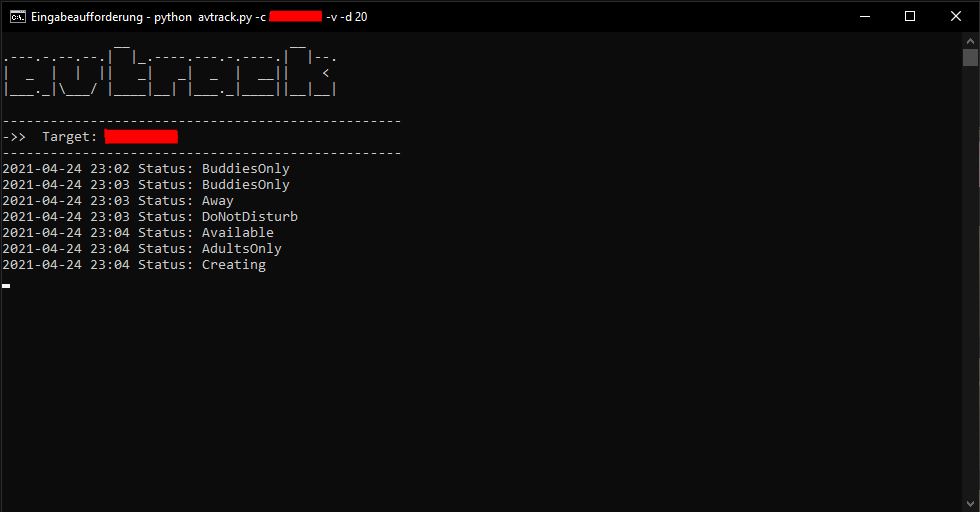 Eingabeaufforderung - python avtrack.py -c -v -d 20
avtrack
--------------------------------------------------
->> Target:
--------------------------------------------------
2021-04-24 23:02 Status: BuddiesOnly
2021-04-24 23:03 Status: BuddiesOnly
2021-04-24 23:03 Status: Away
2021-04-24 23:03 Status: DoNotDisturb
2021-04-24 23:04 Status: Available
2021-04-24 23:04 Status: AdultsOnly
2021-04-24 23:04 Status: Creating